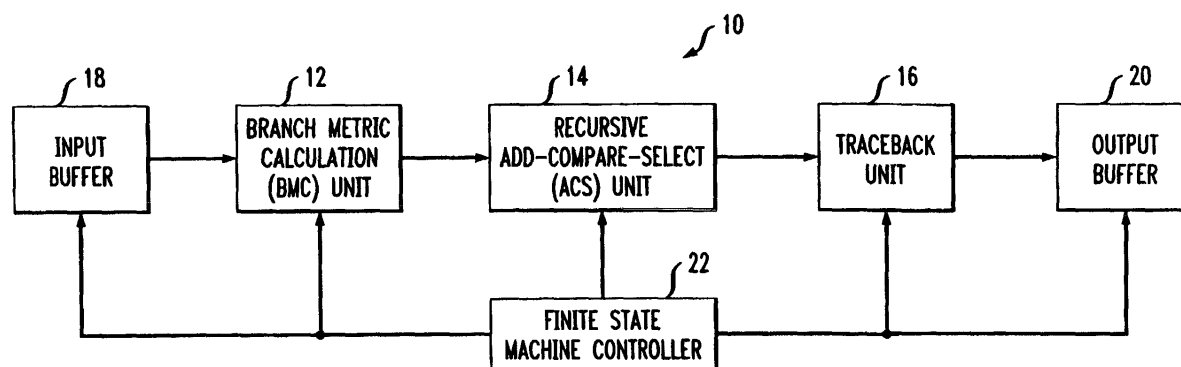 10
18
INPUT
BUFFER
12
BRANCH METRIC
CALCULATION
(BMC) UNIT
14
RECURSIVE
ADD-COMPARE-SELECT
(ACS) UNIT
16
TRACEBACK
UNIT
20
OUTPUT
BUFFER
22
FINITE STATE
MACHINE CONTROLLER